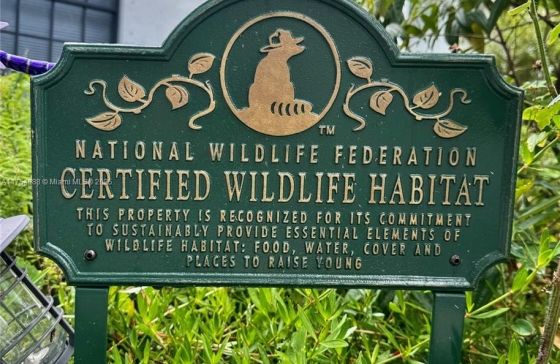 TM
NATIONAL WILDLIFE FEDERATION
CERTIFIED WILDLIFE HABITAT
THIS PROPERTY IS RECOGNIZED FOR ITS COMMITMENT
TO SUSTAINABLY PROVIDE ESSENTIAL ELEMENTS OF
WILDLIFE HABITAT: FOOD, WATER, COVER AND
PLACES TO RAISE YOUNG